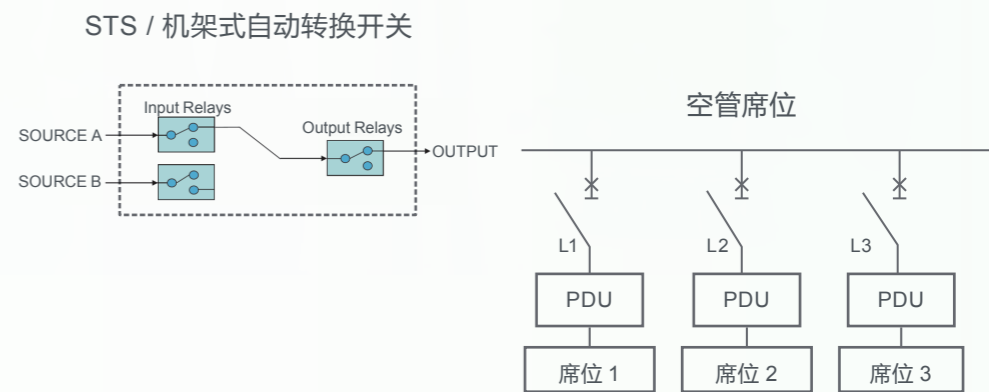 STS / 机架式自动转换开关
Input Relays
SOURCE A
Output Relays
OUTPUT
SOURCE B
空管席位
L1
L2
L3
PDU
PDU
PDU
席位 1
席位 2
席位 3